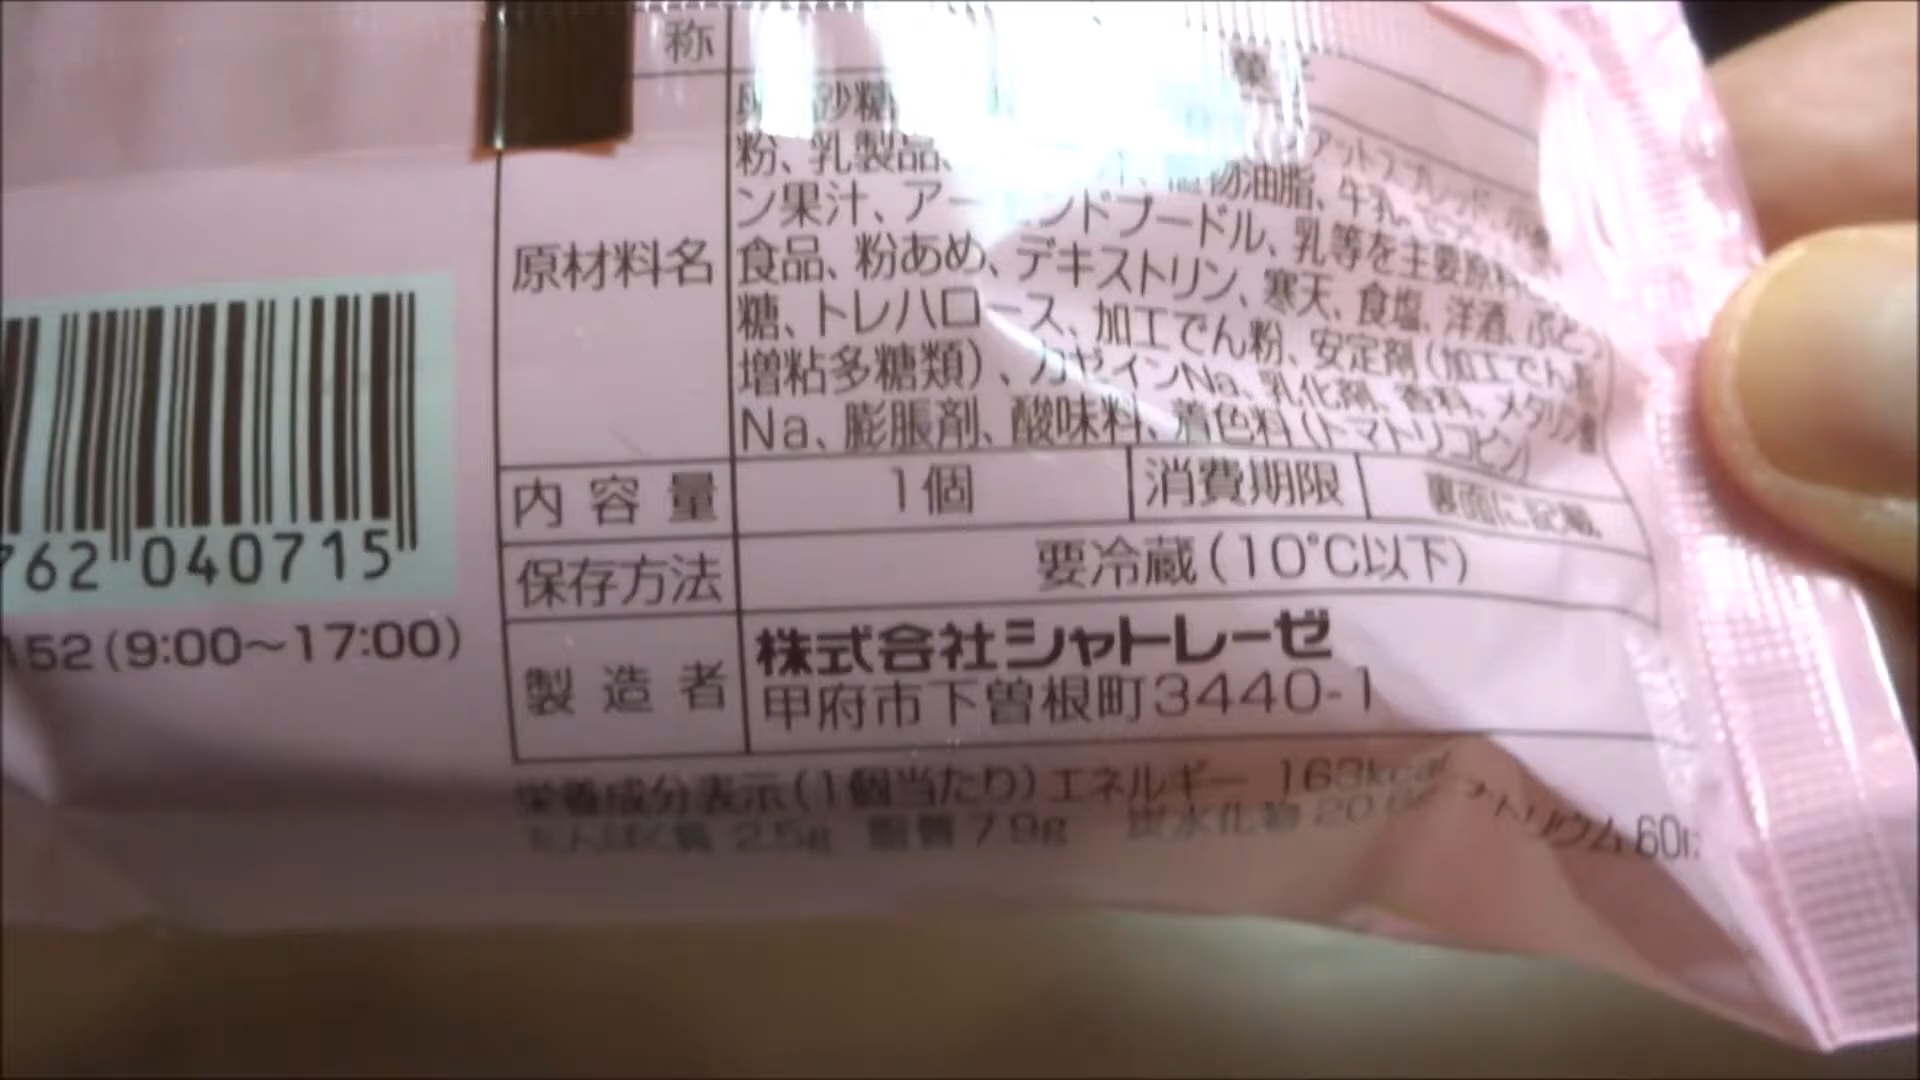 称
砂糖
粉、乳製品、 油脂、牛乳、
ン果汁、アーモンドプードル、乳等を主要原料
食品、粉あめ、デキストリン、寒天、食塩、洋酒、ぶどう
糖、トレハロース、加工でん粉、安定剤(加工でん
増粘多糖類)、カゼインNa、乳化剤、香料、メタリン酸
Na、膨脹剤、酸味料、着色料(トマトリコピン)
原材料名
内容量 1個 消費期限 裏面に記載
保存方法 要冷蔵(10℃以下)
製造者 株式会社シャトレーゼ
甲府市下曽根町3440-1
栄養成分表示(1個当たり)エネルギー 163kcal
たんぱく質 2.5g 脂質 7.9g 炭水化物 20.0g ナトリウム 60m
762 040715
152(9:00〜17:00)